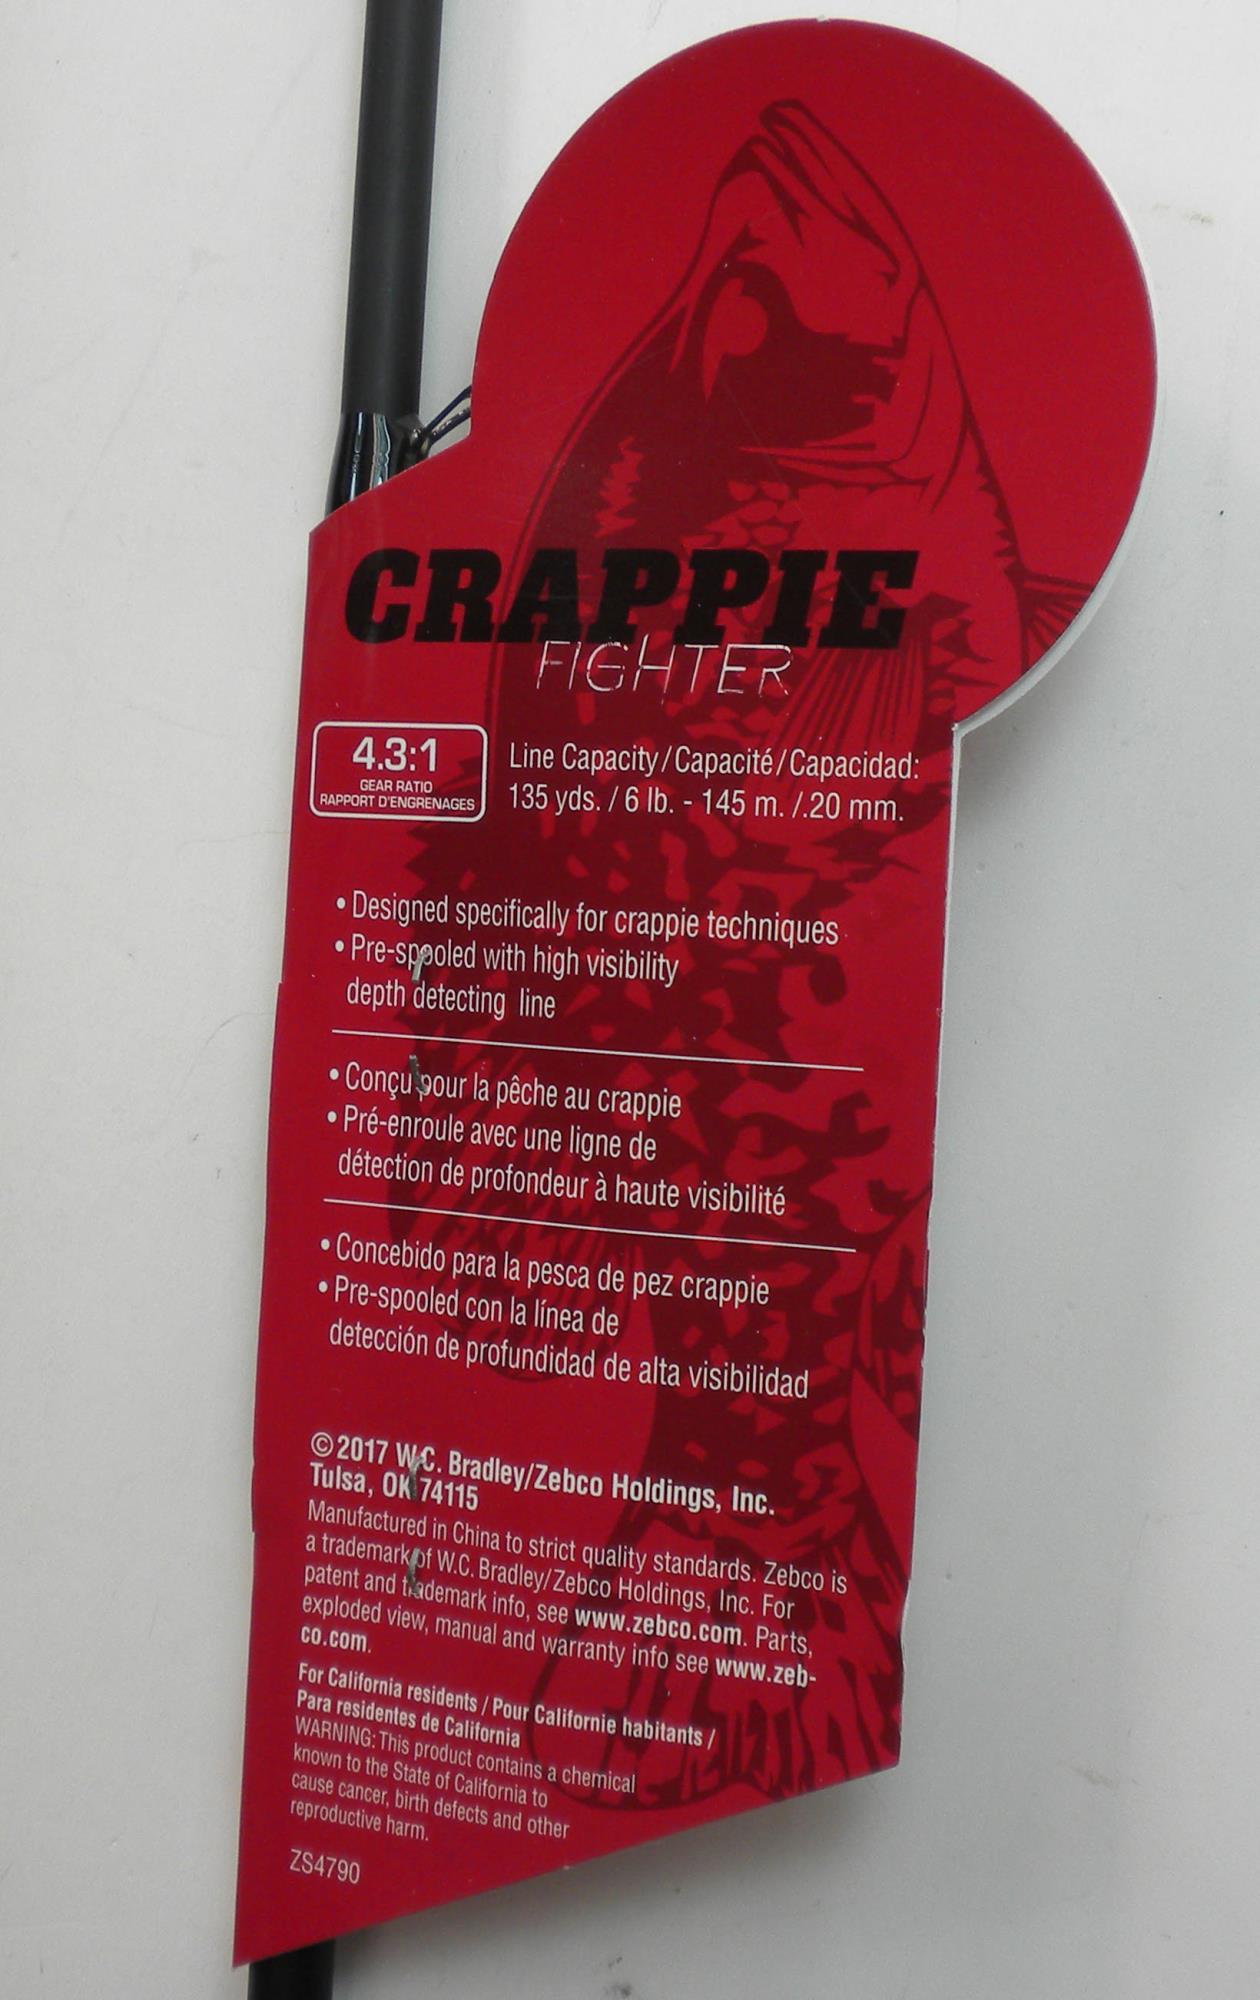 CRAPPIE
FIGHTER
4.3:1
GEAR RATIO
RAPPORT D'ENGRENAGES
Line Capacity/Capacité/Capacidad:
135 yds. / 6 lb. - 145 m. /.20 mm.
• Designed specifically for crappie techniques
• Pre-spooled with high visibility
depth detecting line
• Conçu pour la pêche au crappie
• Pré-enroule avec une ligne de
détection de profondeur à haute visibilité
• Concebido para la pesca de pez crappie
• Pre-spooled con la línea de
detección de profundidad de alta visibilidad
© 2017 W.C. Bradley/Zebco Holdings, Inc.
Tulsa, OK 74115
Manufactured in China to strict quality standards. Zebco is
a trademark of W.C. Bradley/Zebco Holdings, Inc. For
patent and trademark info, see www.zebco.com. Parts,
exploded view, manual and warranty info see www.zeb-
co.com.
For California residents / Pour Californie habitants /
Para residentes de California
WARNING: This product contains a chemical
known to the State of California to
cause cancer, birth defects and other
reproductive harm.
ZS4790